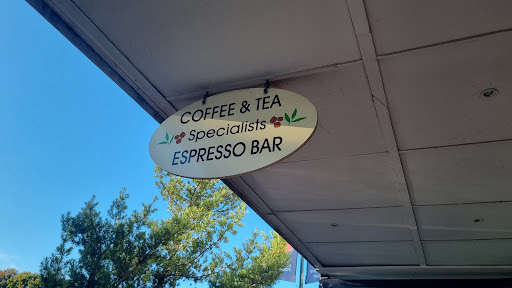 COFFEE & TEA
Specialists
ESPRESSO BAR